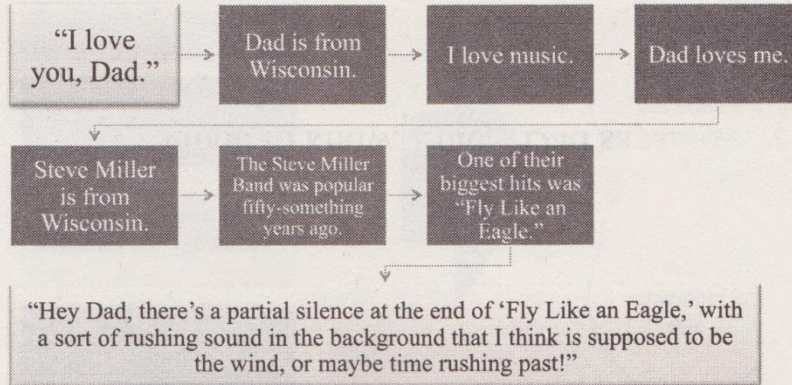 “I love
you, Dad.”
Dad is from
Wisconsin.
I love music.
Dad loves me.
Steve Miller
is from
Wisconsin.
The Steve Miller
Band was popular
fifty-something
years ago.
One of their
biggest hits was
“Fly Like an
Eagle.”
“Hey Dad, there’s a partial silence at the end of ‘Fly Like an Eagle,’ with
a sort of rushing sound in the background that I think is supposed to be
the wind, or maybe time rushing past!”